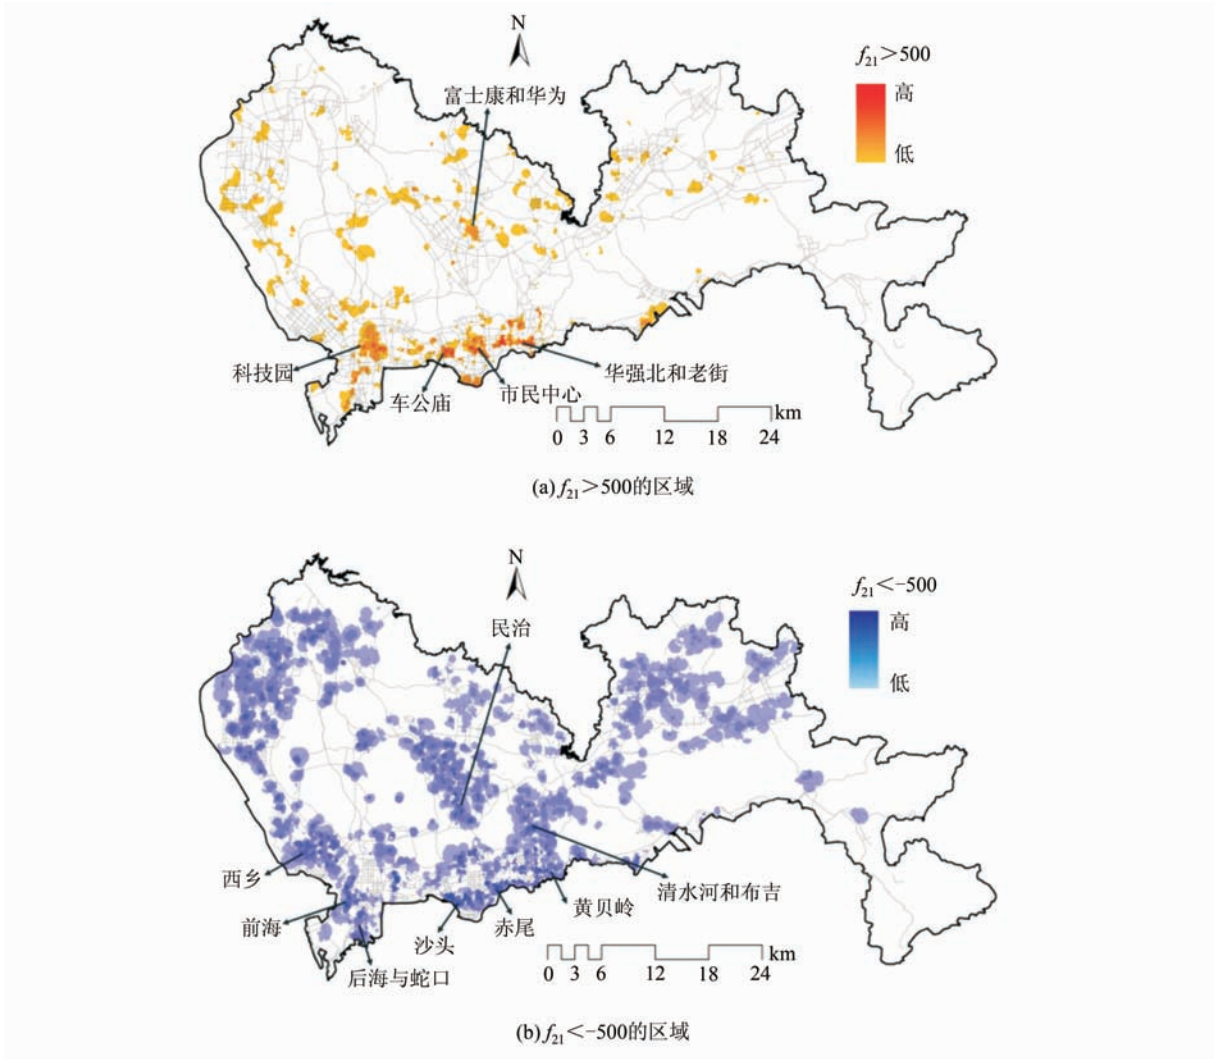 N
f21＞500
高
低
富士康和华为
科技园
车公庙
市民中心
华强北和老街
km
0 3 6 12 18 24
(a) f21＞500的区域
N
f21＜-500
高
低
民治
西乡
前海
后海与蛇口
沙头
赤尾
黄贝岭
清水河和布吉
km
0 3 6 12 18 24
(b) f21＜-500的区域